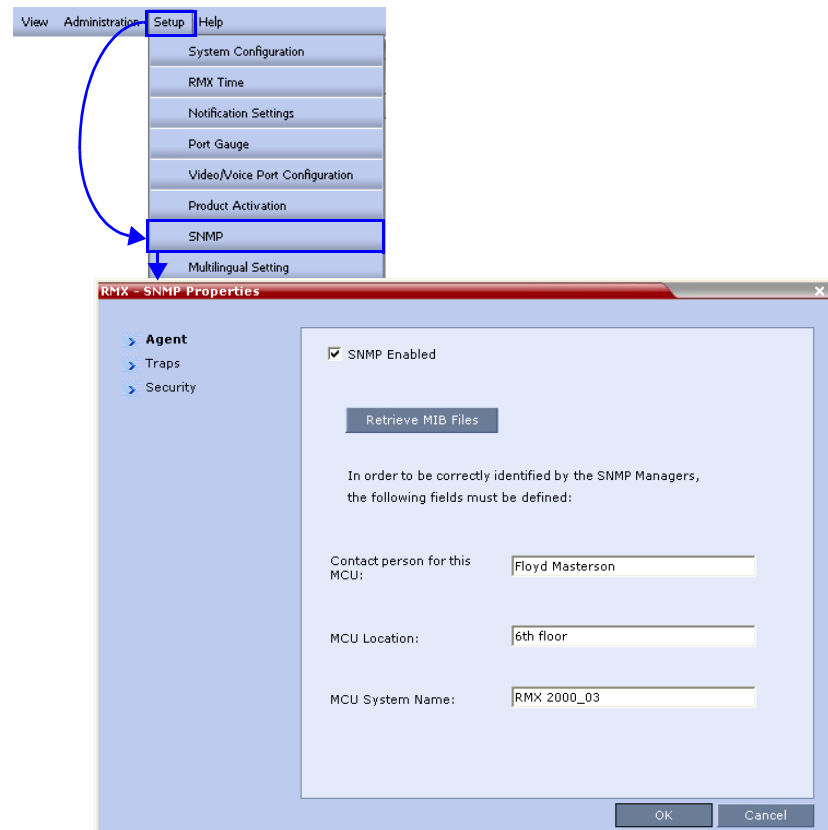 View Administration Setup Help
System Configuration
RMX Time
Notification Settings
Port Gauge
Video/Voice Port Configuration
Product Activation
SNMP
Multilingual Setting
RMX - SNMP Properties
Agent
Traps
Security
SNMP Enabled
Retrieve MIB Files
In order to be correctly identified by the SNMP Managers,
the following fields must be defined:
Contact person for this
MCU:
Floyd Masterson
MCU Location:
6th floor
MCU System Name:
RMX 2000_03
OK Cancel